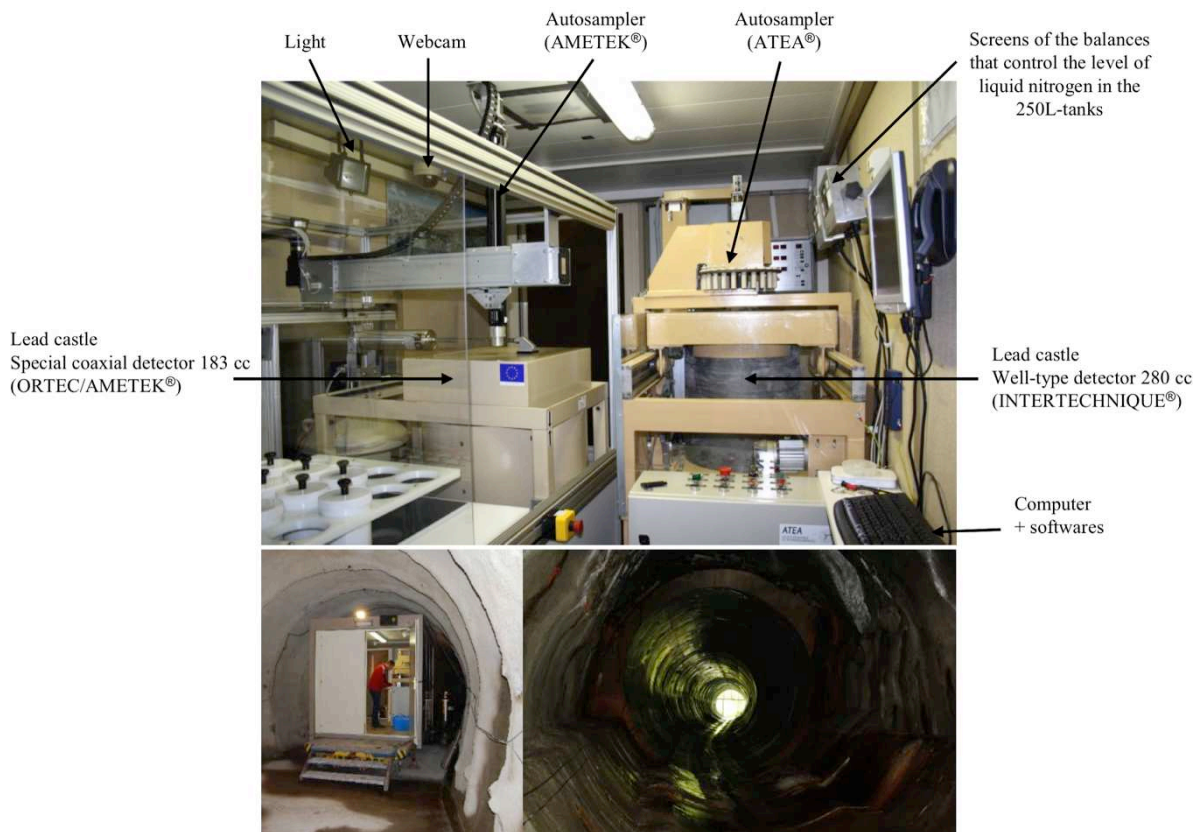 Light
Webcam
Autosampler
(AMETEK®)
Autosampler
(ATEA®)
Screens of the balances
that control the level of
liquid nitrogen in the
250L-tanks
Lead castle
Special coaxial detector 183 cc
(ORTEC/AMETEK®)
Lead castle
Well-type detector 280 cc
(INTERTECHNIQUE®)
Computer
+ softwares
ATEA